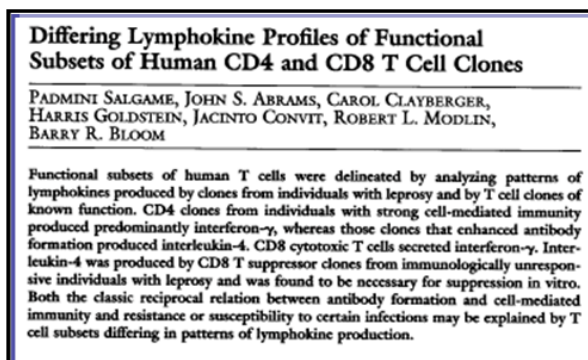 Differing Lymphokine Profiles of Functional
Subsets of Human CD4 and CD8 T Cell Clones
PADMINI SALGAME, JOHN S. ABRAMS, CAROL CLAYBERGER,
HARRIS GOLDSTEIN, JACINTO CONVIT, ROBERT L. MODLIN,
BARRY R. BLOOM
Functional subsets of human T cells were delineated by analyzing patterns of
lymphokines produced by clones from individuals with leprosy and by T cell clones of
known function. CD4 clones from individuals with strong cell-mediated immunity
produced predominantly interferon-γ, whereas those clones that enhanced antibody
formation produced interleukin-4. CD8 cytotoxic T cells secreted interferon-γ. Inter-
leukin-4 was produced by CD8 T suppressor clones from immunologically unrespon-
sive individuals with leprosy and was found to be necessary for suppression in vitro.
Both the classic reciprocal relation between antibody formation and cell-mediated
immunity and resistance or susceptibility to certain infections may be explained by T
cell subsets differing in patterns of lymphokine production.